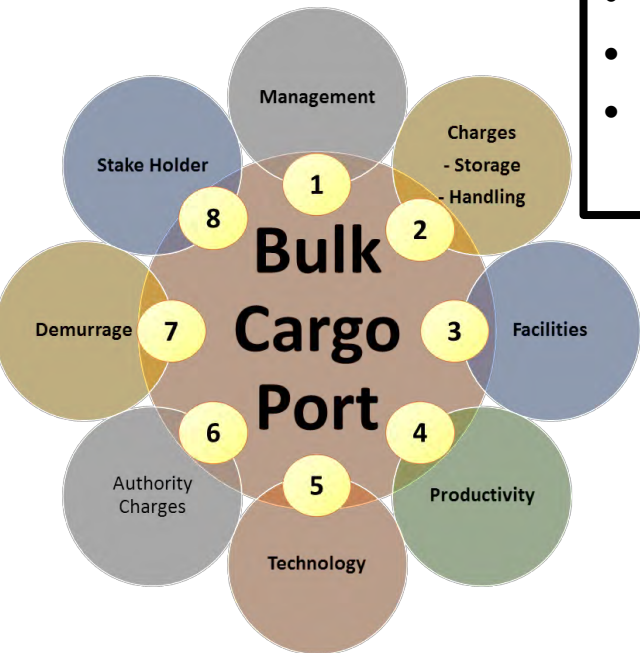 Management
1
Charges
- Storage
- Handling
2
3
Facilities
4
Productivity
5
Technology
6
Authority
Charges
7
Demurrage
8
Stake Holder
Bulk
Cargo
Port
•
•
•